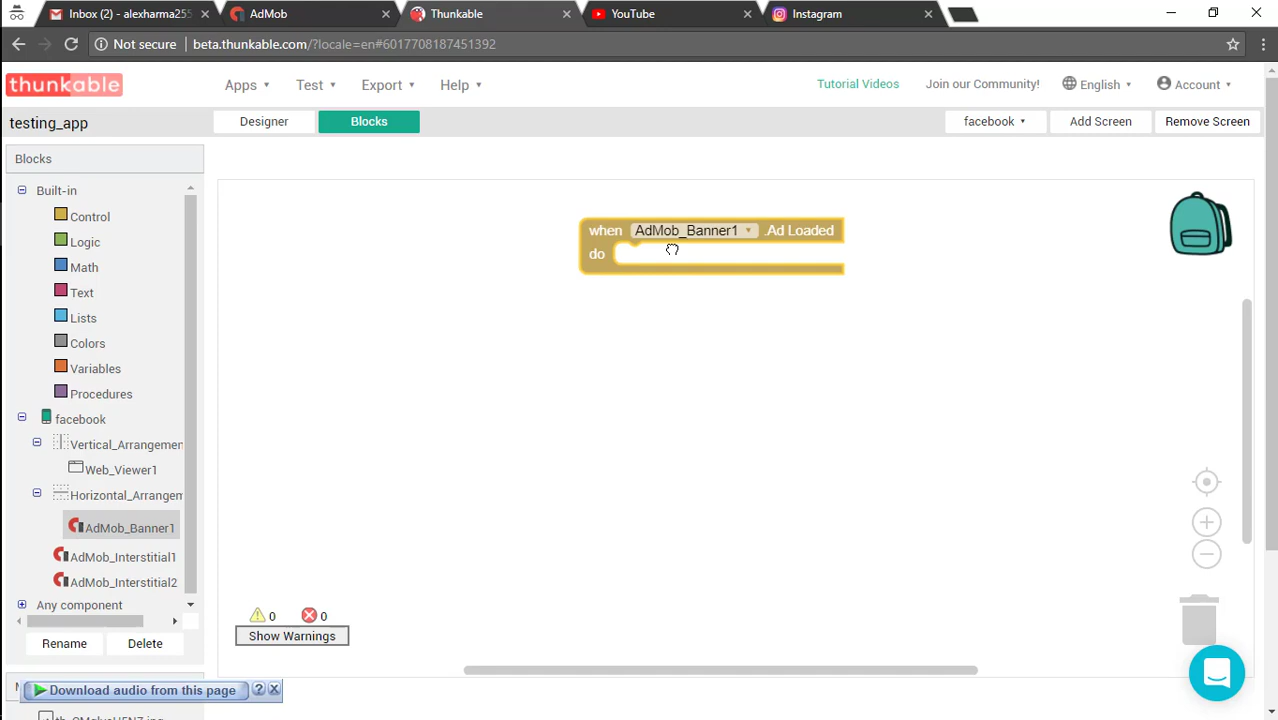 Inbox (2) - alexharma255
AdMob
Thunkable
YouTube
Instagram
Not secure
beta.thunkable.com/?locale=en#6017708187451392
thunkable
Apps
Test
Export
Help
Tutorial Videos
Join our Community!
English
Account
testing_app
Designer
Blocks
facebook
Add Screen
Remove Screen
Blocks
Built-in
Control
Logic
Math
Text
Lists
Colors
Variables
Procedures
facebook
Vertical_Arrangemen
Web_Viewer1
Horizontal_Arrangem
AdMob_Banner1
AdMob_Interstitial1
AdMob_Interstitial2
Any component
Rename
Delete
when AdMob_Banner1 .Ad Loaded
do
0
0
Show Warnings
Download audio from this page
?